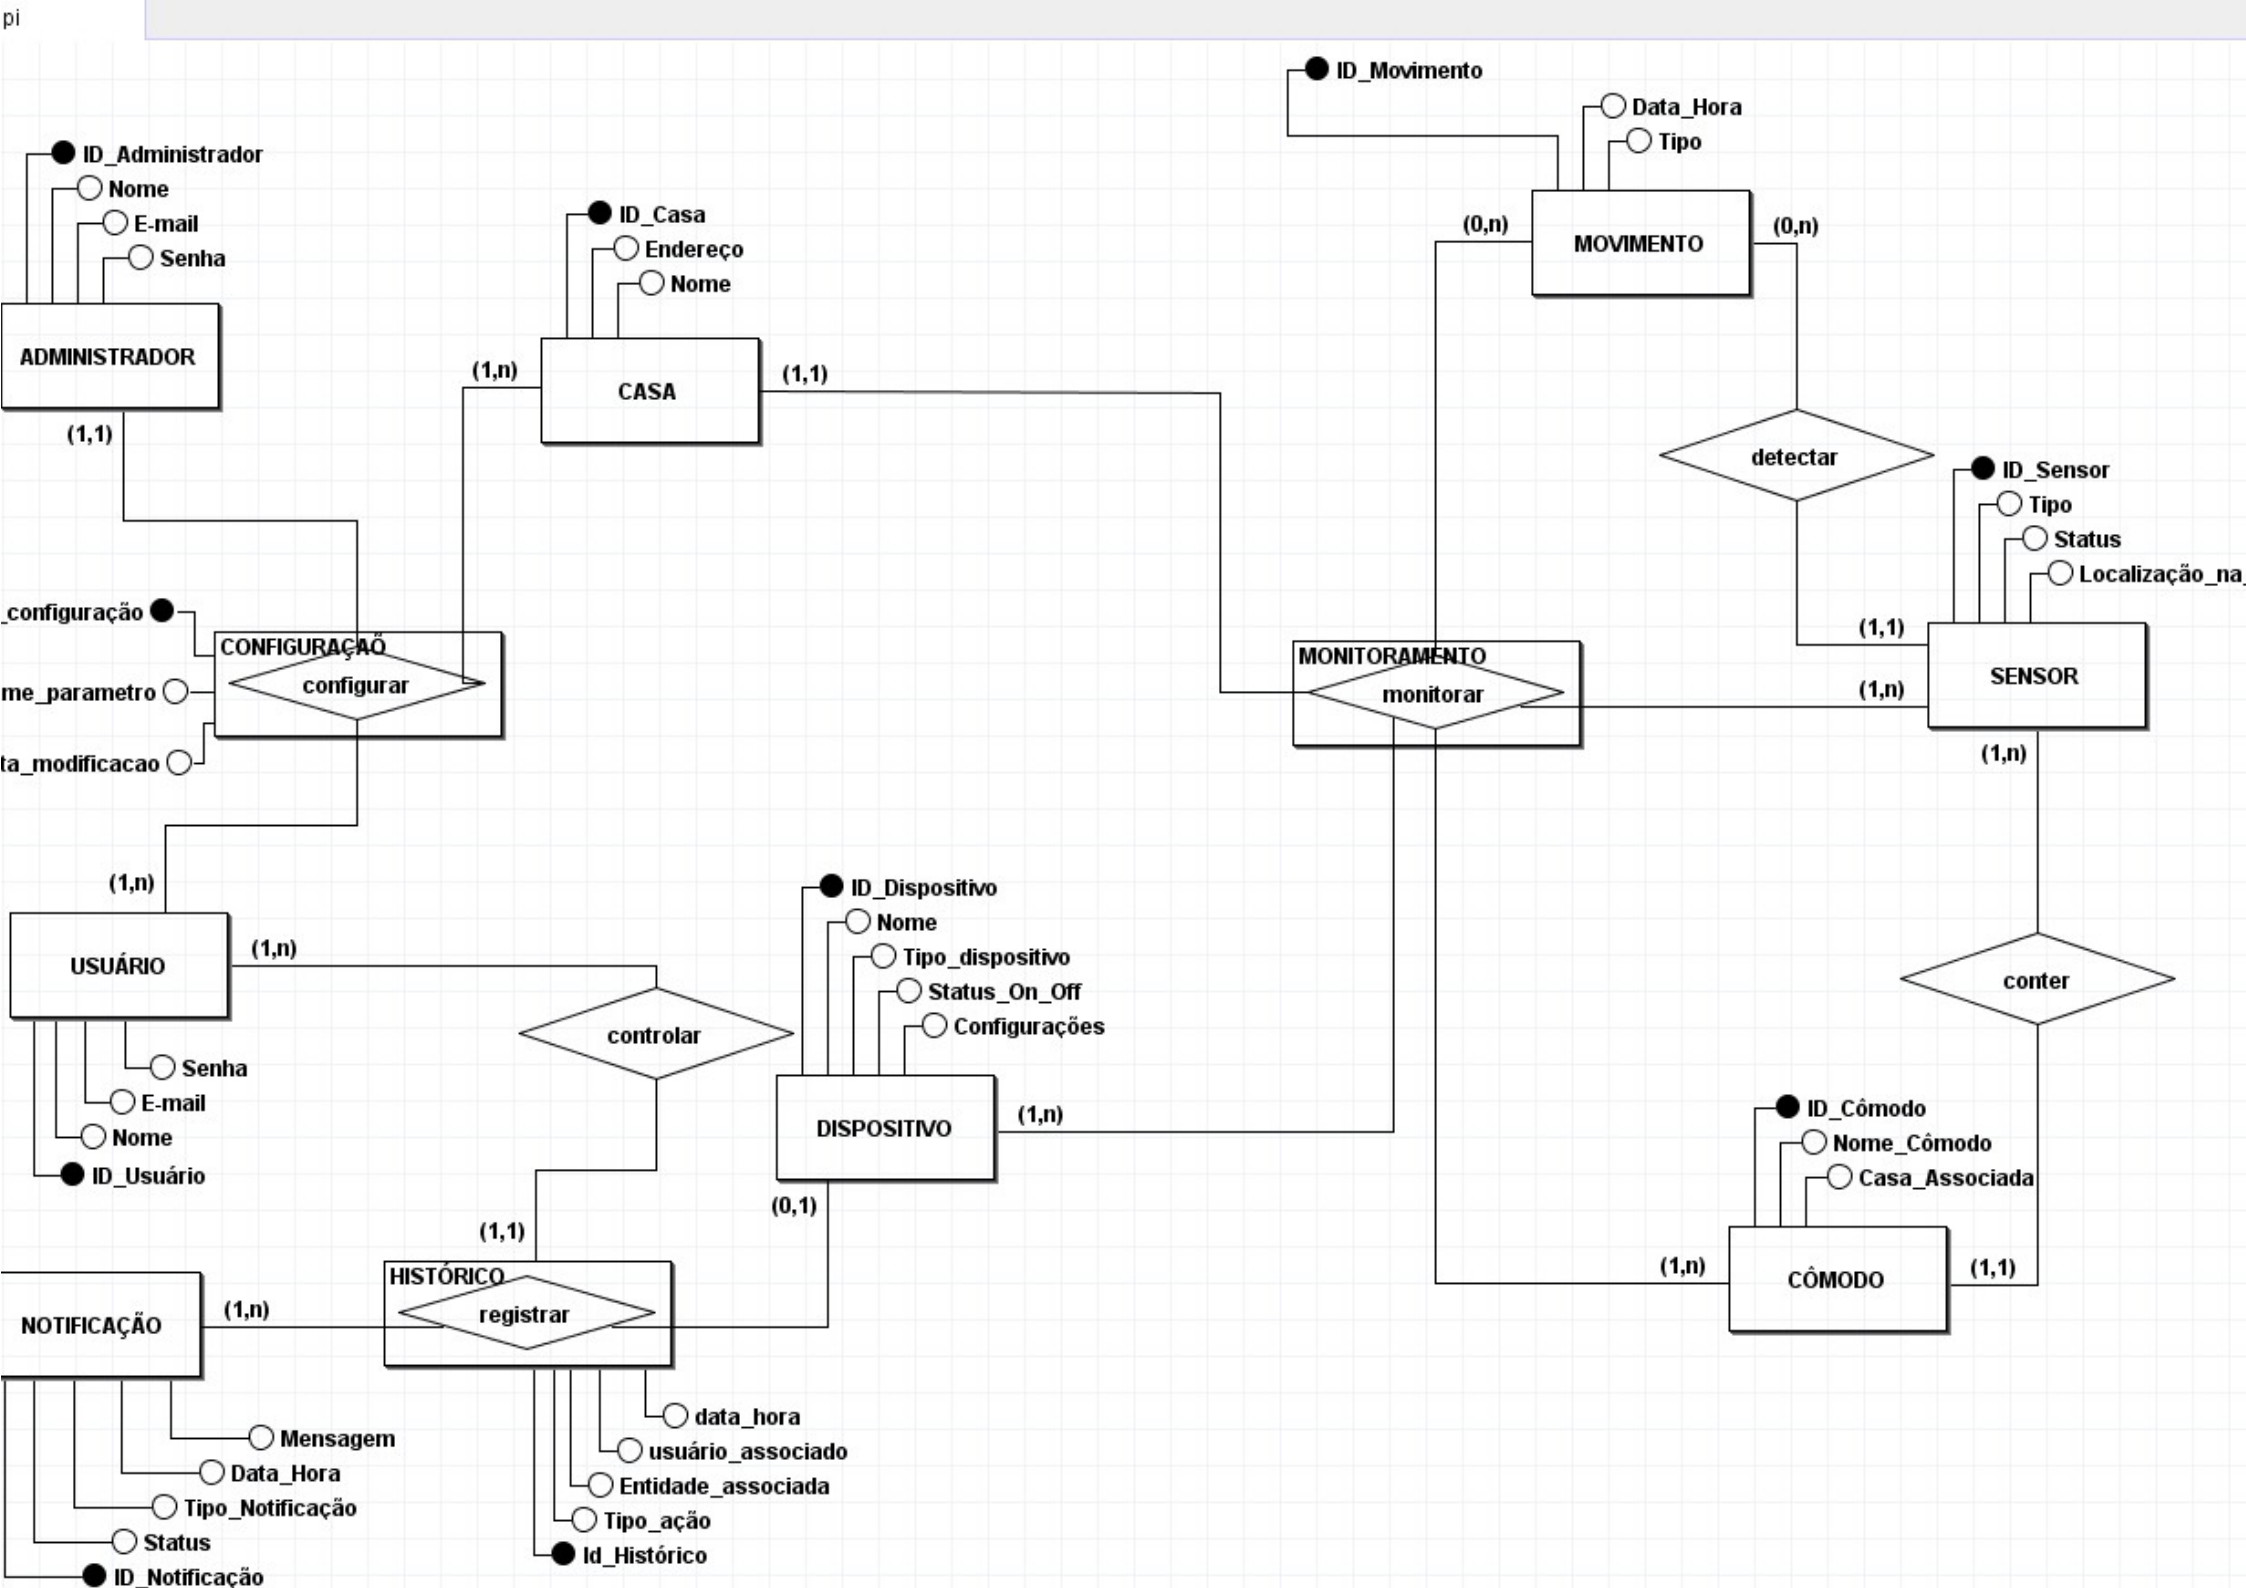 pi
ID_Movimento
Data_Hora
Tipo
(0,n)
MOVIMENTO
(0,n)
ID_Administrador
Nome
E-mail
Senha
ADMINISTRADOR
(1,1)
ID_Casa
Endereço
Nome
(1,n)
CASA
(1,1)
detectar
ID_Sensor
Tipo
Status
Localização_na_
(1,1)
SENSOR
(1,n)
(1,n)
_configuração
me_parametro
ta_modificacao
CONFIGURAÇAÕ
configurar
MONITORAMENTO
monitorar
(1,n)
USUÁRIO
(1,n)
Senha
E-mail
Nome
ID_Usuário
controlar
ID_Dispositivo
Nome
Tipo_dispositivo
Status_On_Off
Configurações
DISPOSITIVO
(1,n)
(0,1)
conter
ID_Cômodo
Nome_Cômodo
Casa_Associada
(1,n)
CÔMODO
(1,1)
(1,1)
HISTÓRICO
registrar
NOTIFICAÇÃO
(1,n)
Mensagem
Data_Hora
Tipo_Notificação
Status
ID_Notificação
data_hora
usuário_associado
Entidade_associada
Tipo_ação
Id_Histórico